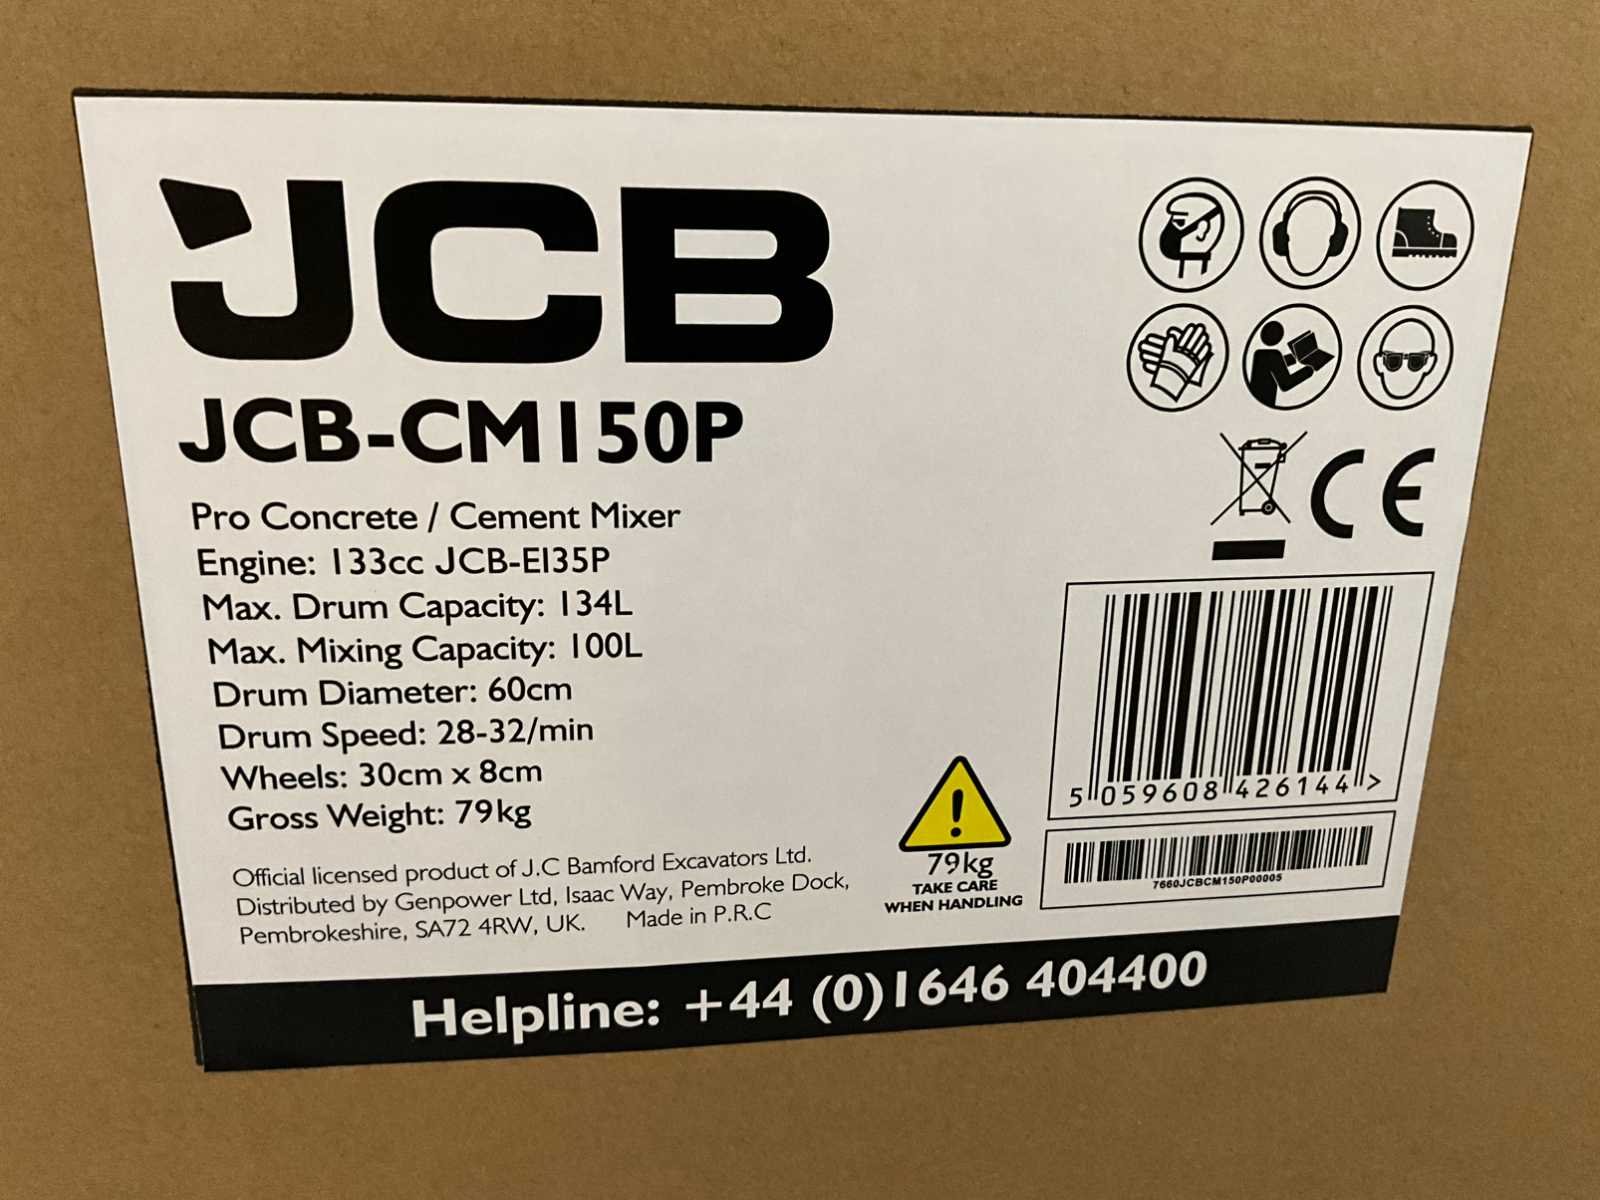 JCB
JCB-CM150P
Pro Concrete / Cement Mixer
Engine: 133cc JCB-E135P
Max. Drum Capacity: 134L
Max. Mixing Capacity: 100L
Drum Diameter: 60cm
Drum Speed: 28-32/min
Wheels: 30cm x 8cm
Gross Weight: 79kg
Official licensed product of J.C Bamford Excavators Ltd.
Distributed by Genpower Ltd, Isaac Way, Pembroke Dock,
Pembrokeshire, SA72 4RW, UK. Made in P.R.C
CE
5 059608 426144 >
79kg
TAKE CARE
WHEN HANDLING
7660JCBCM150P00005
Helpline: +44 (0)1646 404400